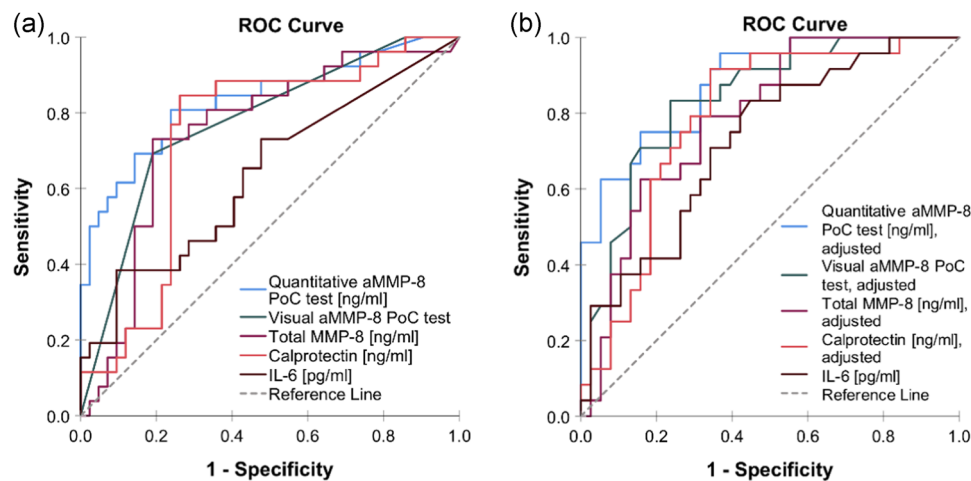 (a)
ROC Curve
Sensitivity
1.0
0.8
0.6
0.4
0.2
0.0
0.0 0.2 0.4 0.6 0.8 1.0
1 - Specificity
Quantitative aMMP-8
PoC test [ng/ml]
Visual aMMP-8 PoC test
Total MMP-8 [ng/ml]
Calprotectin [ng/ml]
IL-6 [pg/ml]
Reference Line
(b)
ROC Curve
Sensitivity
1.0
0.8
0.6
0.4
0.2
0.0
0.0 0.2 0.4 0.6 0.8 1.0
1 - Specificity
Quantitative aMMP-8
PoC test [ng/ml],
adjusted
Visual aMMP-8 PoC
test, adjusted
Total MMP-8 [ng/ml],
adjusted
Calprotectin [ng/ml],
adjusted
IL-6 [pg/ml]
Reference Line